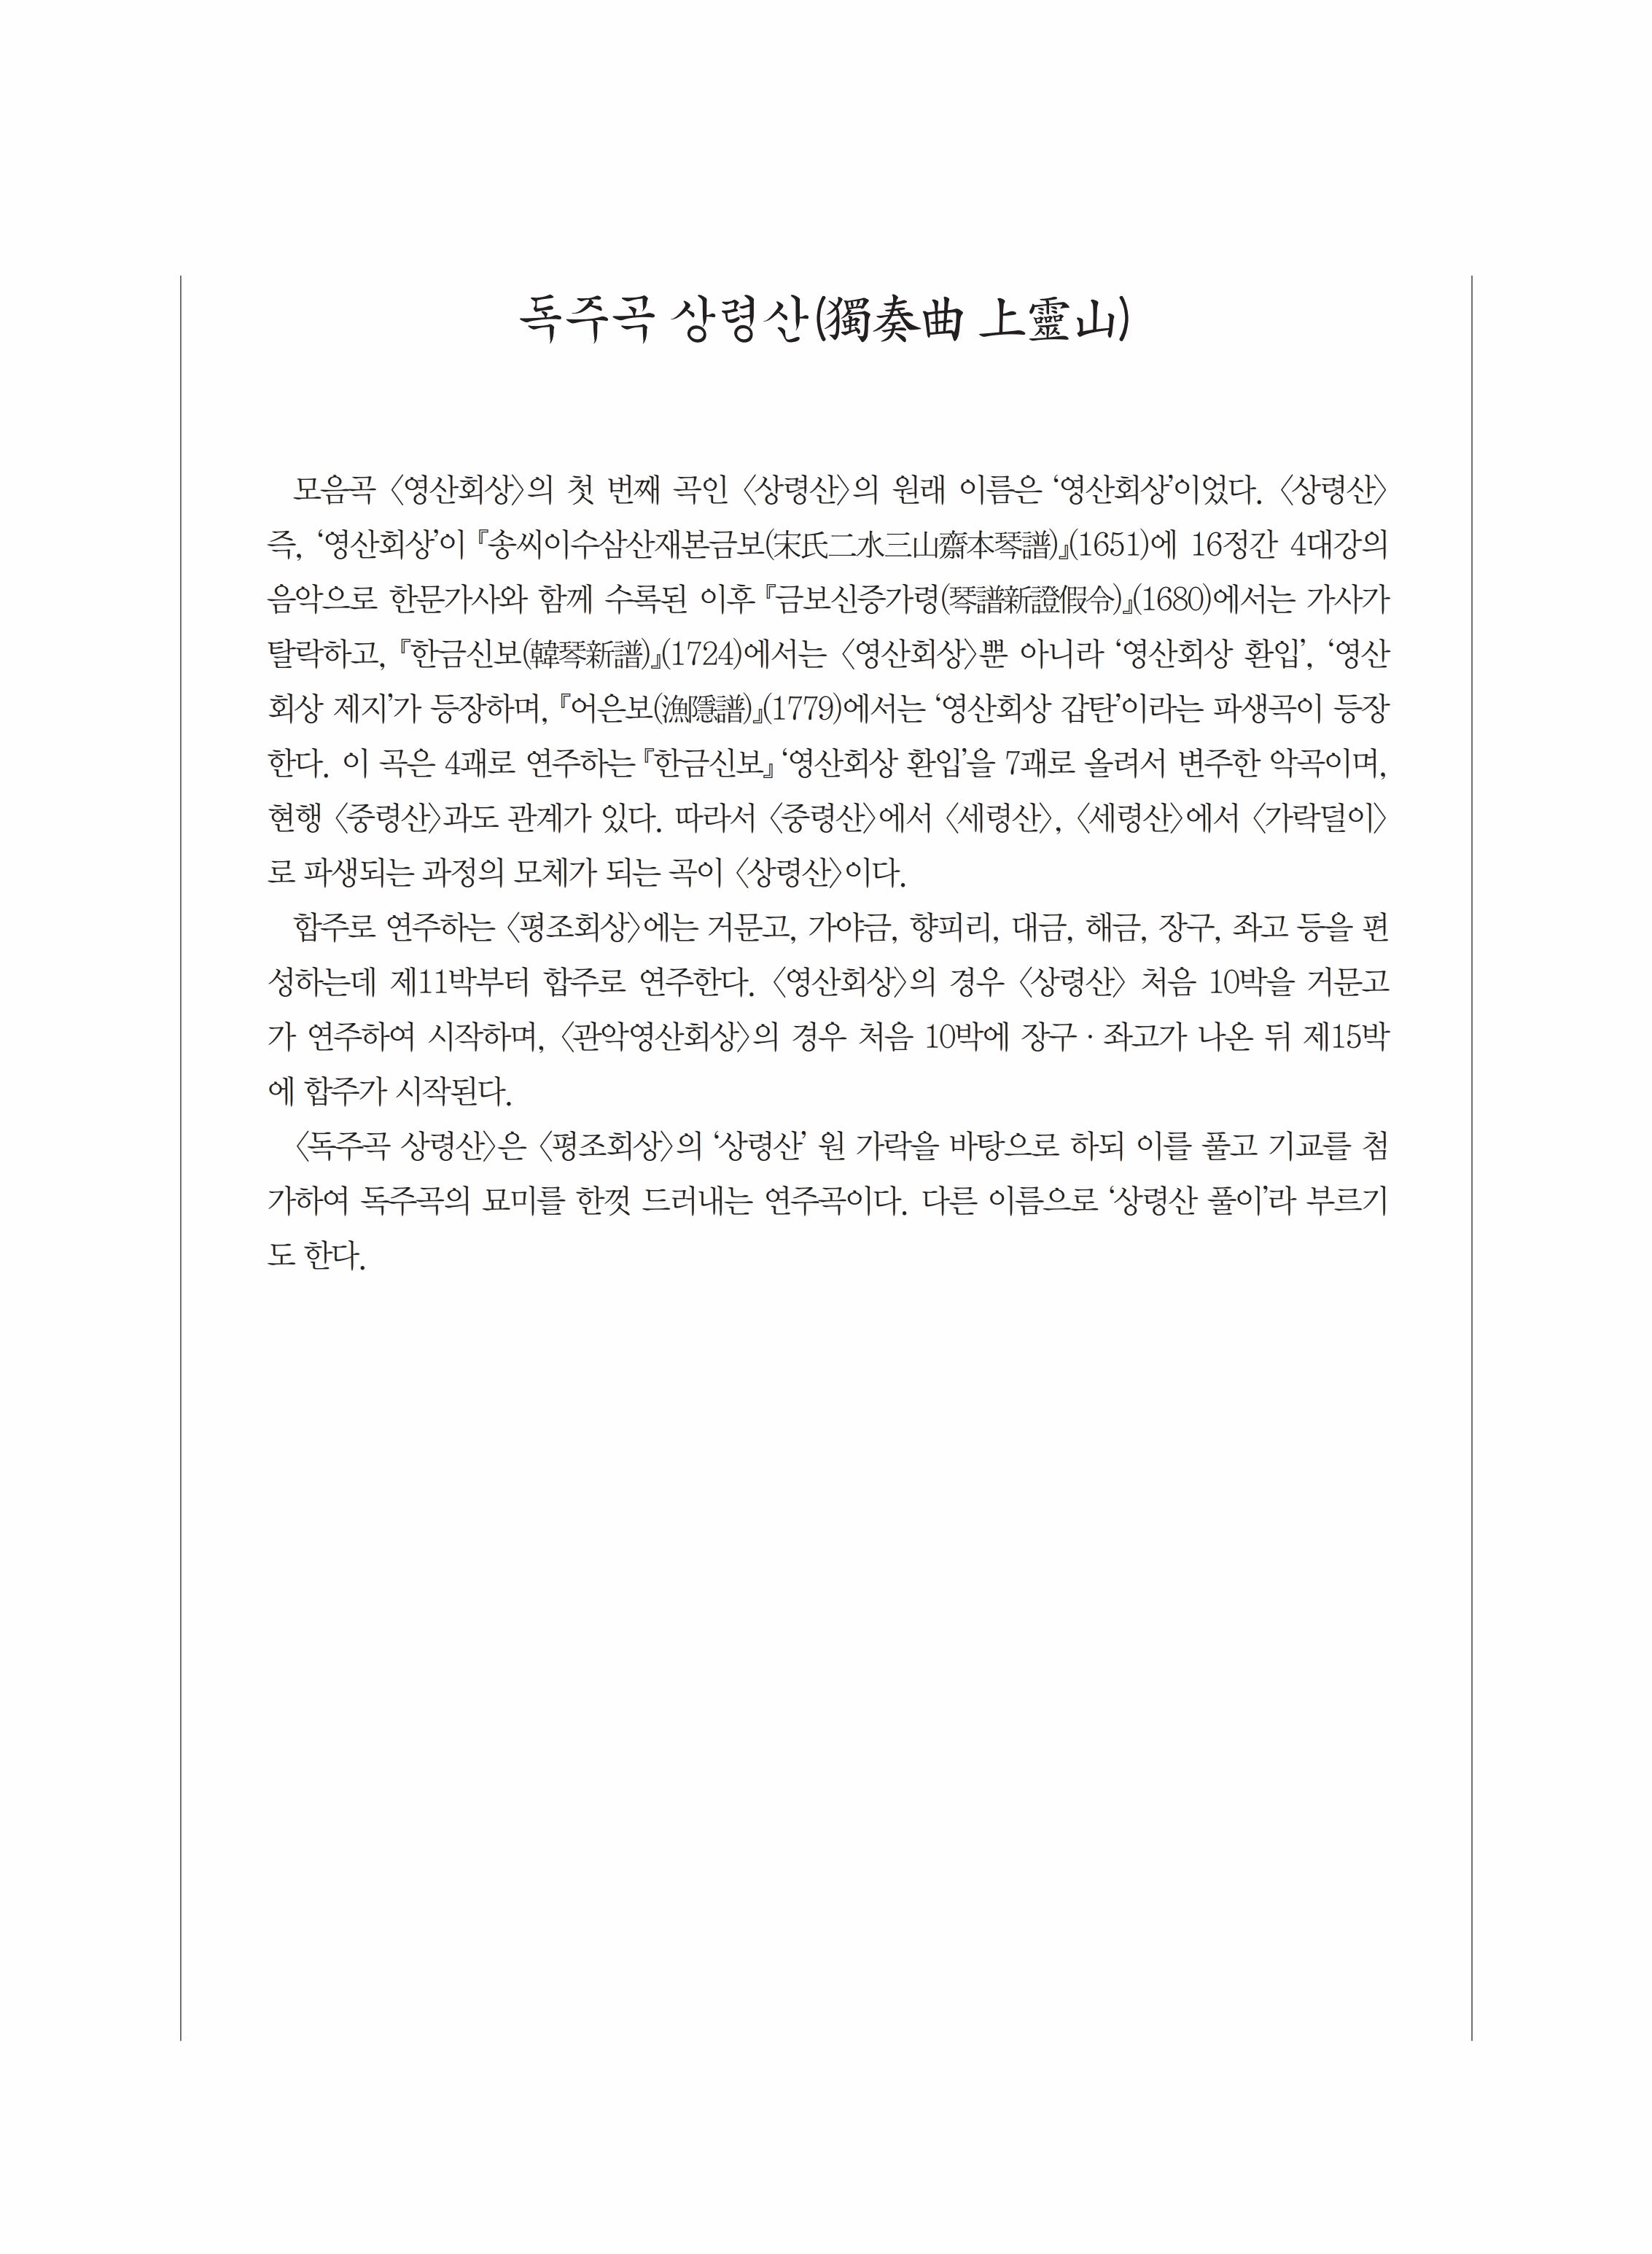 독주곡 상령산(獨奏曲 上靈山)
모음곡 〈영산회상〉의 첫 번째 곡인 〈상령산〉의 원래 이름은 ‘영산회상’이었다. 〈상령산〉
즉, ‘영산회상’이 『송씨이수삼산재본금보(宋氏二水三山齋本琴譜)』(1651)에 16정간 4대강의
음악으로 한문가사와 함께 수록된 이후 『금보신증가령(琴譜新證假令)』(1680)에서는 가사가
탈락하고, 『한금신보(韓琴新譜)』(1724)에서는 〈영산회상〉뿐 아니라 ‘영산회상 환입’, ‘영산
회상 제지’가 등장하며, 『어은보(漁隱譜)』(1779)에서는 ‘영산회상 갑탄’이라는 파생곡이 등장
한다. 이 곡은 4괘로 연주하는 『한금신보』 ‘영산회상 환입’을 7괘로 올려서 변주한 악곡이며,
현행 〈중령산〉과도 관계가 있다. 따라서 〈중령산〉에서 〈세령산〉, 〈세령산〉에서 〈가락덜이〉
로 파생되는 과정의 모체가 되는 곡이 〈상령산〉이다.
합주로 연주하는 〈평조회상〉에는 거문고, 가야금, 향피리, 대금, 해금, 장구, 좌고 등을 편
성하는데 제11박부터 합주로 연주한다. 〈영산회상〉의 경우 〈상령산〉 처음 10박을 거문고
가 연주하여 시작하며, 〈관악영산회상〉의 경우 처음 10박에 장구·좌고가 나온 뒤 제15박
에 합주가 시작된다.
〈독주곡 상령산〉은 〈평조회상〉의 ‘상령산’ 원 가락을 바탕으로 하되 이를 풀고 기교를 첨
가하여 독주곡의 묘미를 한껏 드러내는 연주곡이다. 다른 이름으로 ‘상령산 풀이’라 부르기
도 한다.